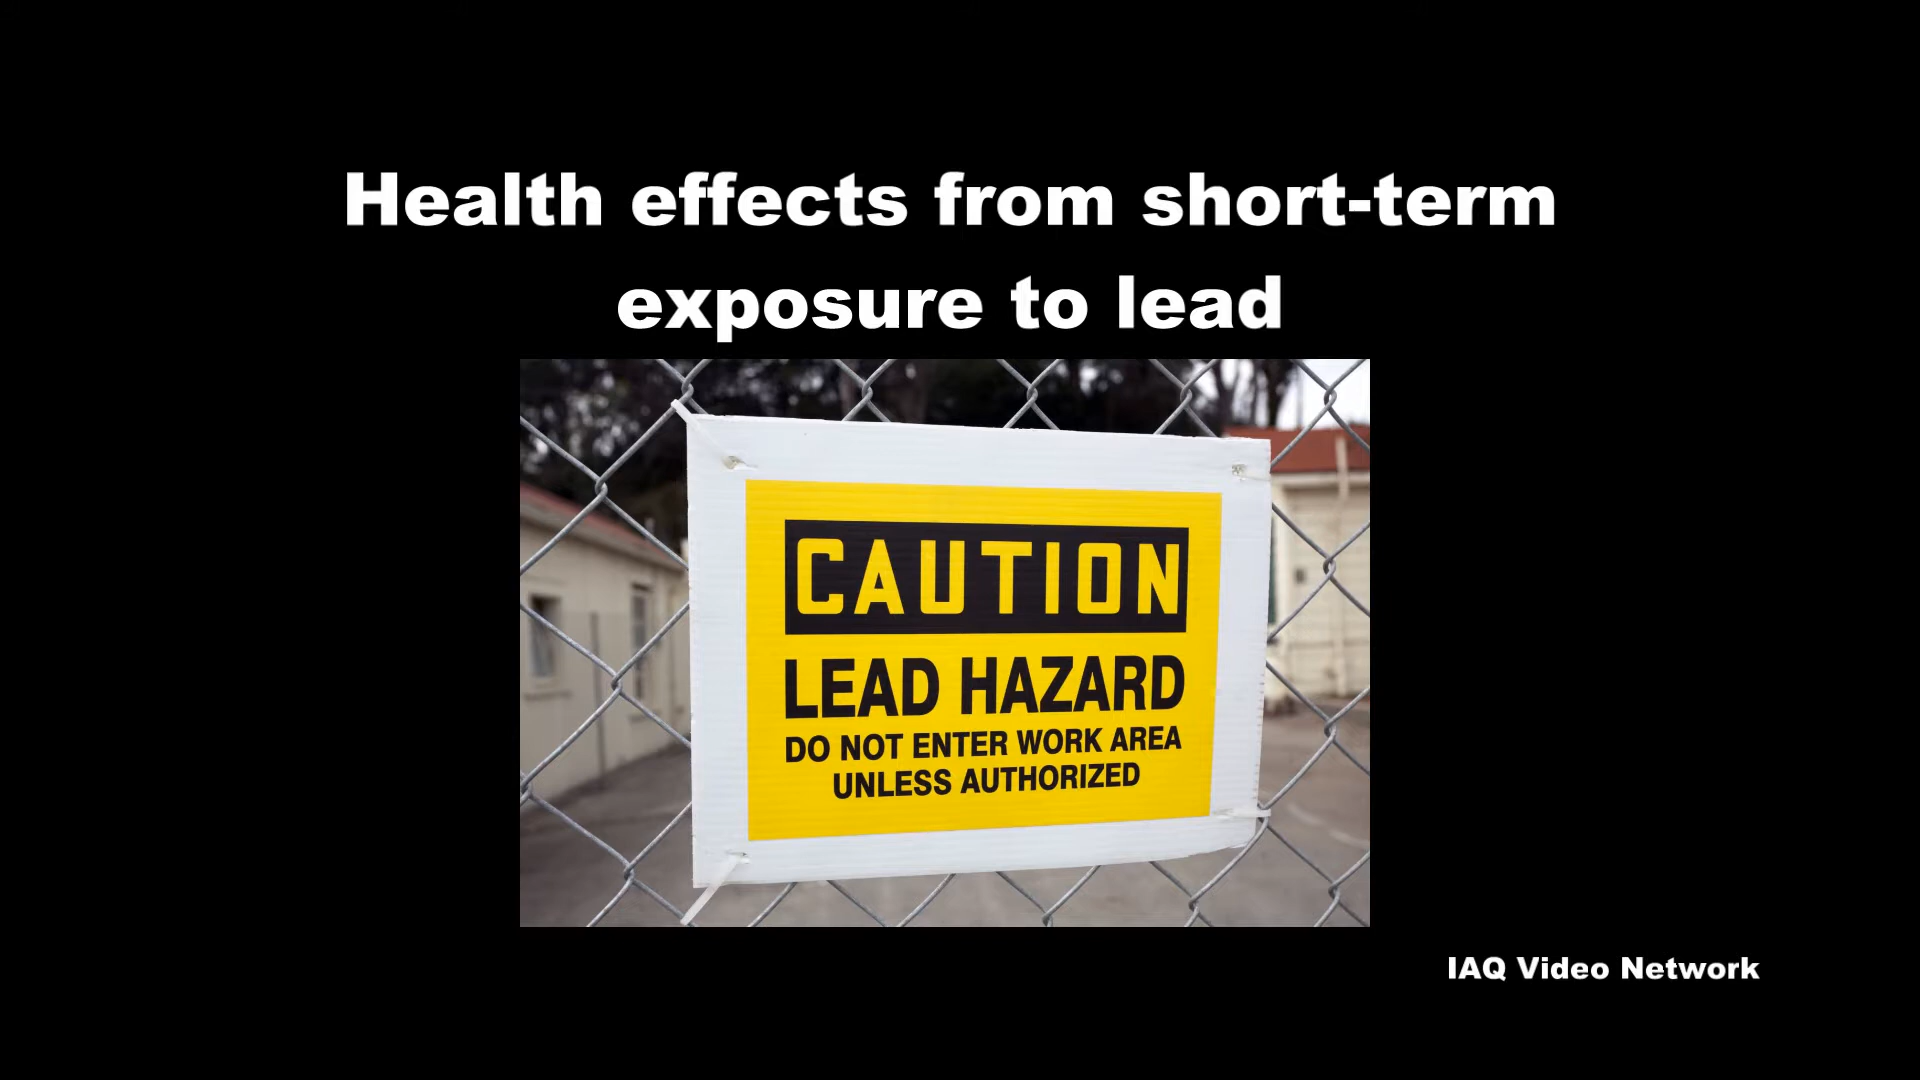 Health effects from short-term
exposure to lead
CAUTION
LEAD HAZARD
DO NOT ENTER WORK AREA
UNLESS AUTHORIZED
IAQ Video Network